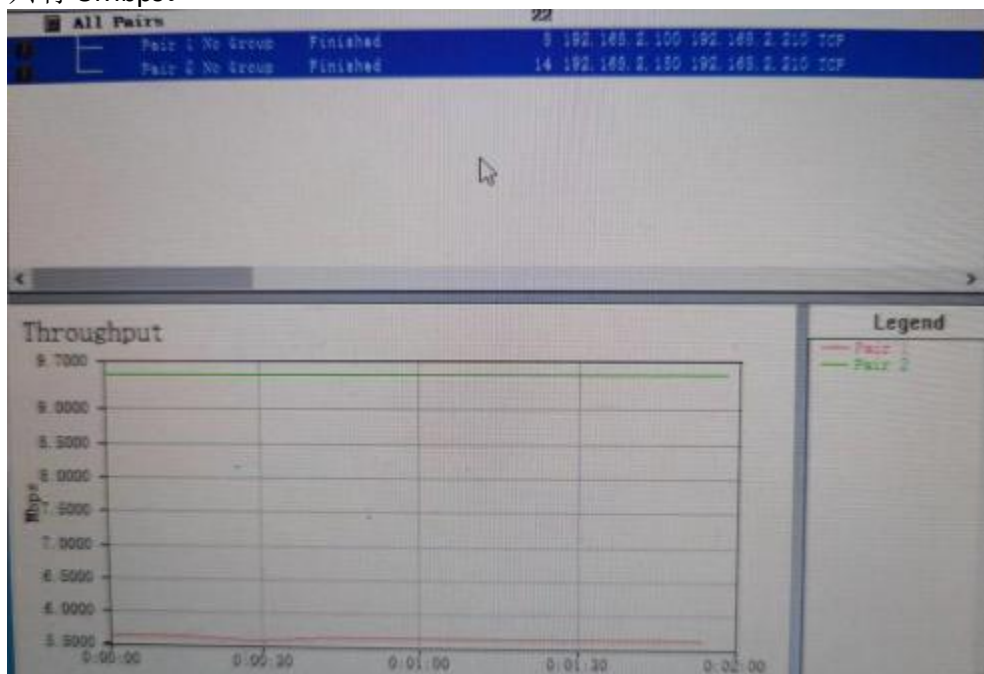 All Pairs 22
Pair 1 No Group Finished 8 192.168.2.100 192.168.2.210 TCP
Pair 2 No Group Finished 14 192.168.2.150 192.168.2.210 TCP
Throughput
Legend
Pair 1
Pair 2
9.7000
9.0000
8.5000
8.0000
7.5000
7.0000
6.5000
6.0000
5.5000
Mbps
0:00:00 0:00:30 0:01:00 0:01:30 0:02:00